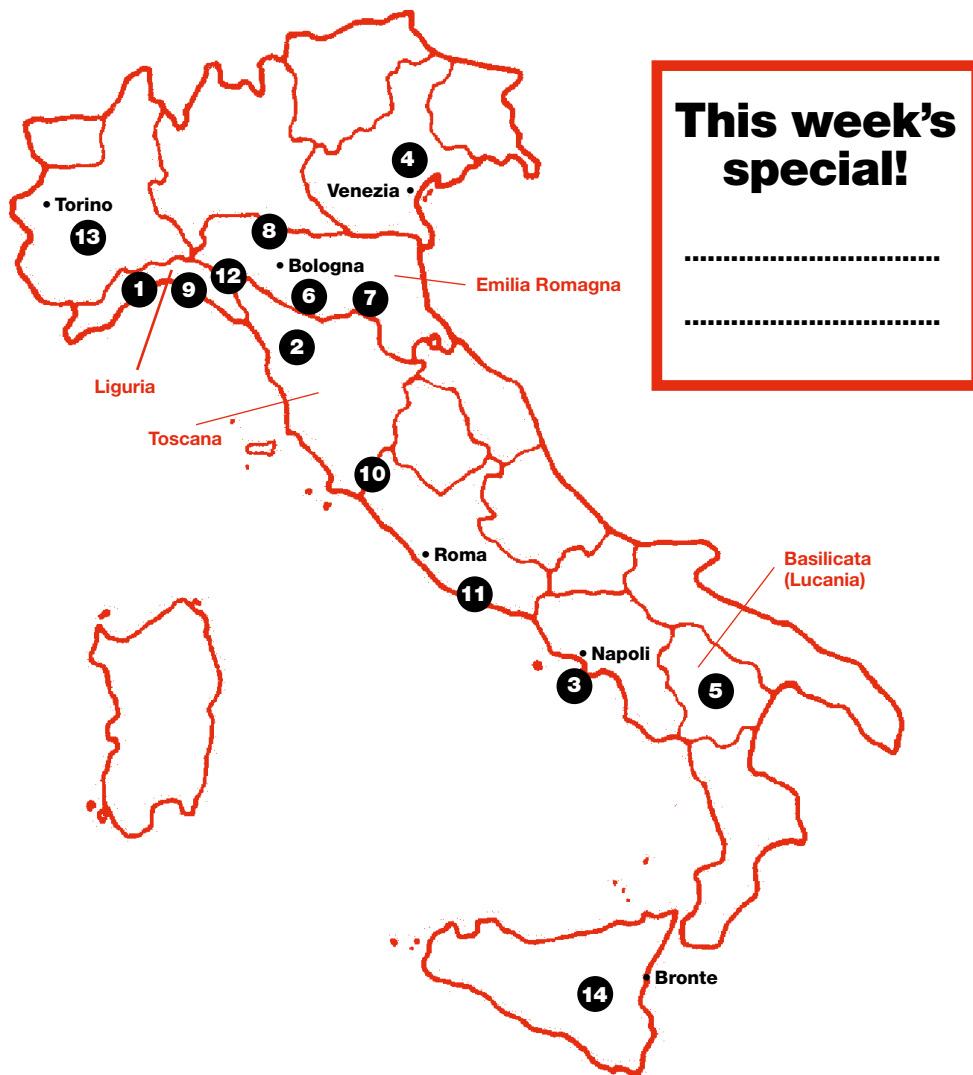 This week's
special!
4
Venezia
Torino
13
8
Bologna
12
Emilia Romagna
1
9
6
7
2
Liguria
Toscana
10
Roma
Basilicata
(Lucania)
11
Napoli
3
5
Bronte
14